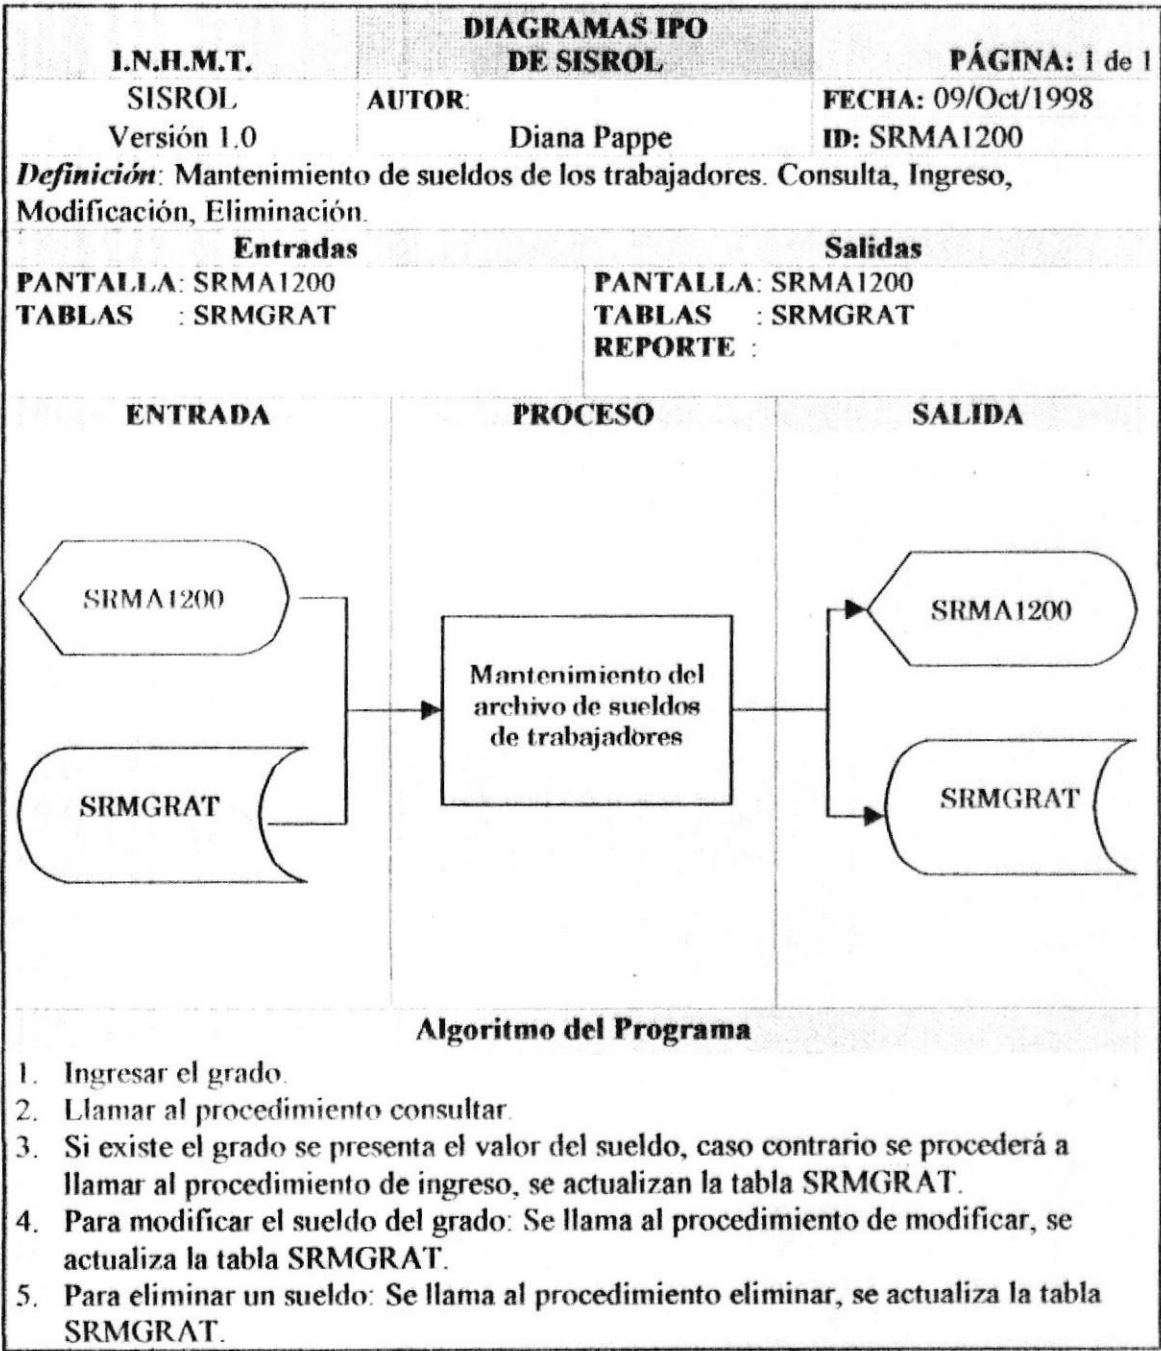 DIAGRAMAS IPO
I.N.H.M.T. DE SISROL PÁGINA: 1 de 1
SISROL AUTOR: FECHA: 09/Oct/1998
Versión 1.0 Diana Pappe ID: SRMA1200
Definición: Mantenimiento de sueldos de los trabajadores. Consulta, Ingreso,
Modificación, Eliminación.
Entradas Salidas
PANTALLA: SRMA1200 PANTALLA: SRMA1200
TABLAS : SRMGRAT TABLAS : SRMGRAT
REPORTE :
ENTRADA PROCESO SALIDA
SRMA1200
SRMA1200
Mantenimiento del
archivo de sueldos
de trabajadores
SRMGRAT
SRMGRAT
Algoritmo del Programa
1. Ingresar el grado.
2. Llamar al procedimiento consultar.
3. Si existe el grado se presenta el valor del sueldo, caso contrario se procederá a
llamar al procedimiento de ingreso, se actualizan la tabla SRMGRAT.
4. Para modificar el sueldo del grado: Se llama al procedimiento de modificar, se
actualiza la tabla SRMGRAT.
5. Para eliminar un sueldo: Se llama al procedimiento eliminar, se actualiza la tabla
SRMGRAT.